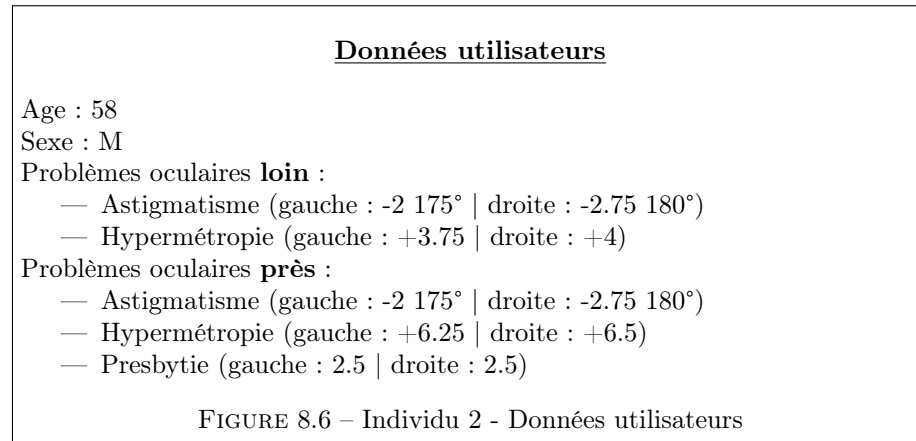 Données utilisateurs
Age : 58
Sexe : M
Problèmes oculaires loin :
— Astigmatisme (gauche : -2 175° | droite : -2.75 180°)
— Hypermétropie (gauche : +3.75 | droite : +4)
Problèmes oculaires près :
— Astigmatisme (gauche : -2 175° | droite : -2.75 180°)
— Hypermétropie (gauche : +6.25 | droite : +6.5)
— Presbytie (gauche : 2.5 | droite : 2.5)
FIGURE 8.6 – Individu 2 - Données utilisateurs